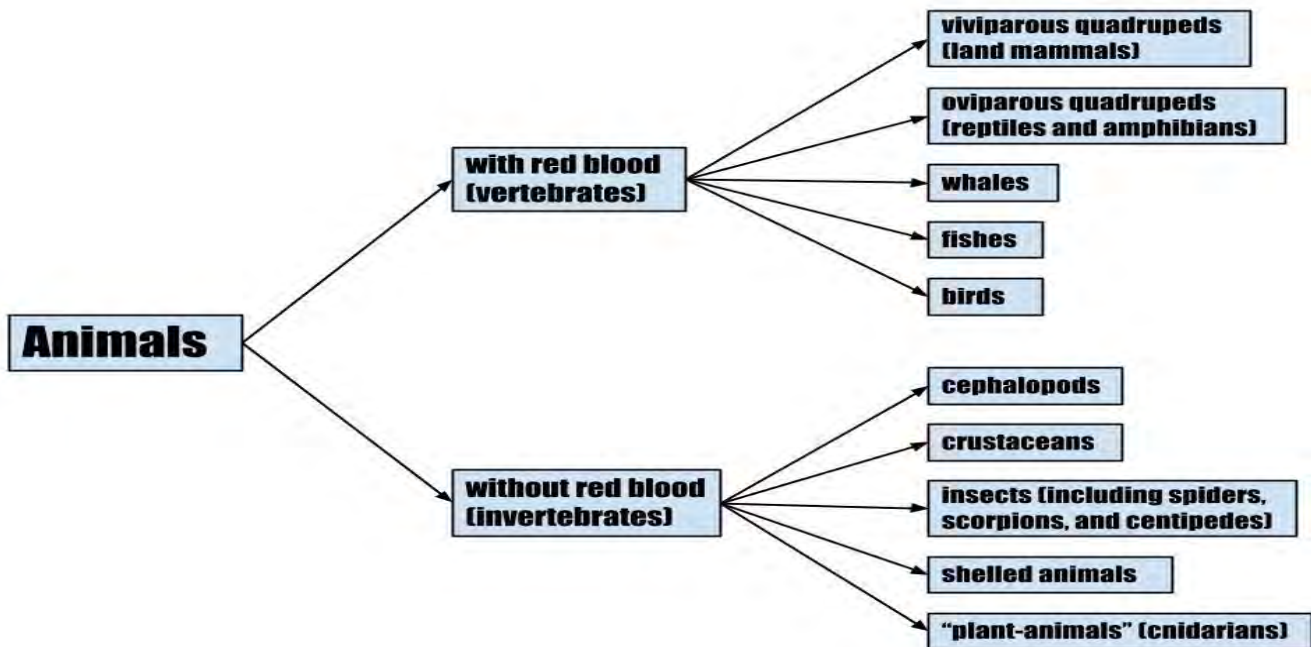 Animals
with red blood
(vertebrates)
viviparous quadrupeds
(land mammals)
oviparous quadrupeds
(reptiles and amphibians)
whales
fishes
birds
without red blood
(invertebrates)
cephalopods
crustaceans
insects (including spiders,
scorpions, and centipedes)
shelled animals
“plant-animals” (cnidarians)